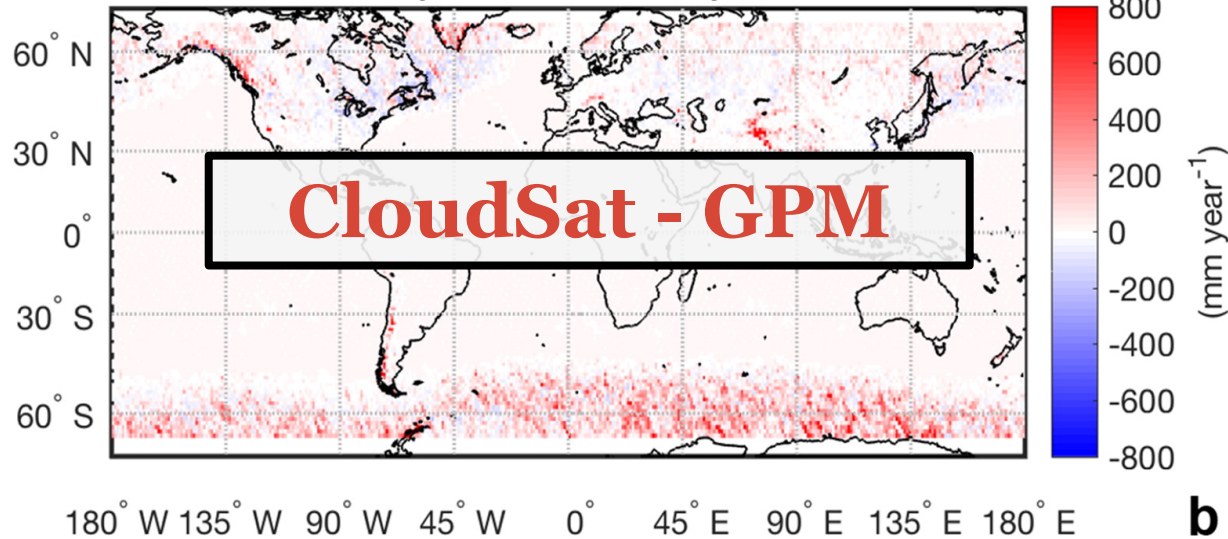 800
60° N
600
400
30° N
200
CloudSat - GPM
0°
0
-200
30° S
-400
-600
60° S
-800
(mm year⁻¹)
180° W 135° W 90° W 45° W 0° 45° E 90° E 135° E 180° E
b